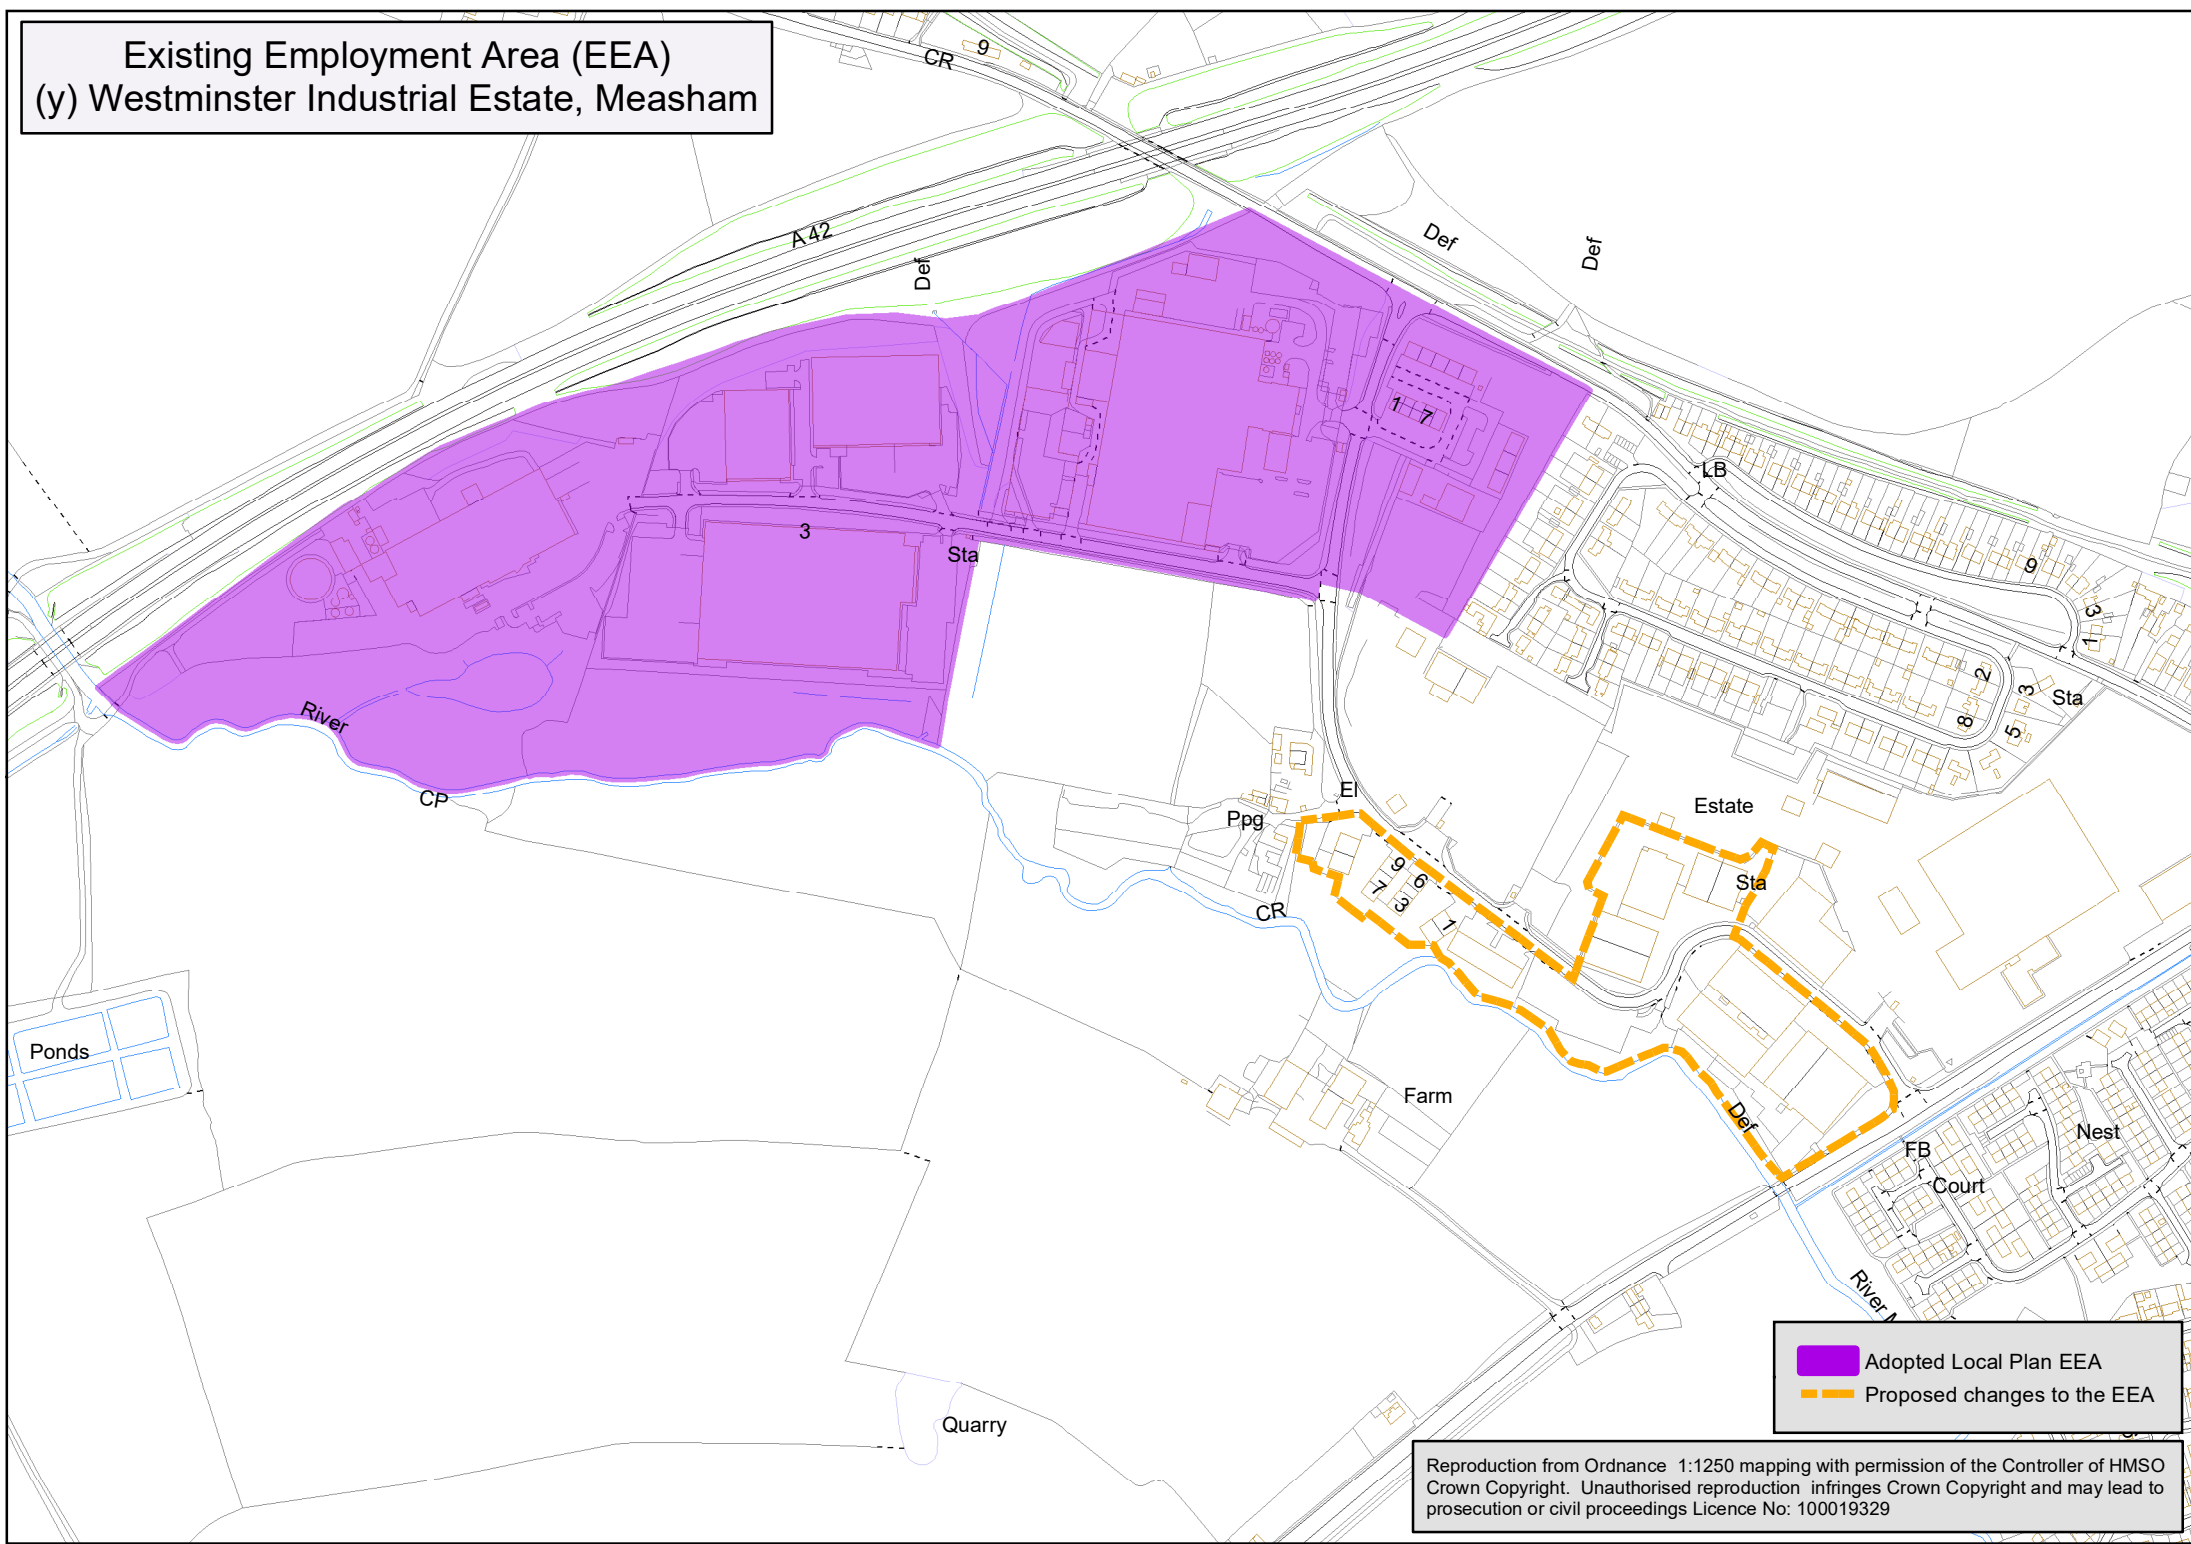 Existing Employment Area (EEA)
(y) Westminster Industrial Estate, Measham
9
CR
A 42
Def
Def
Def
1
7
LB
3
Sta
9
3
1
2
3
Sta
8
5
River
CP
El
Ppg
Estate
9
6
7
3
1
Sta
CR
Ponds
Farm
Def
Nest
FB
Court
River M
Quarry
Adopted Local Plan EEA
Proposed changes to the EEA
Reproduction from Ordnance 1:1250 mapping with permission of the Controller of HMSO
Crown Copyright. Unauthorised reproduction infringes Crown Copyright and may lead to
prosecution or civil proceedings Licence No: 100019329